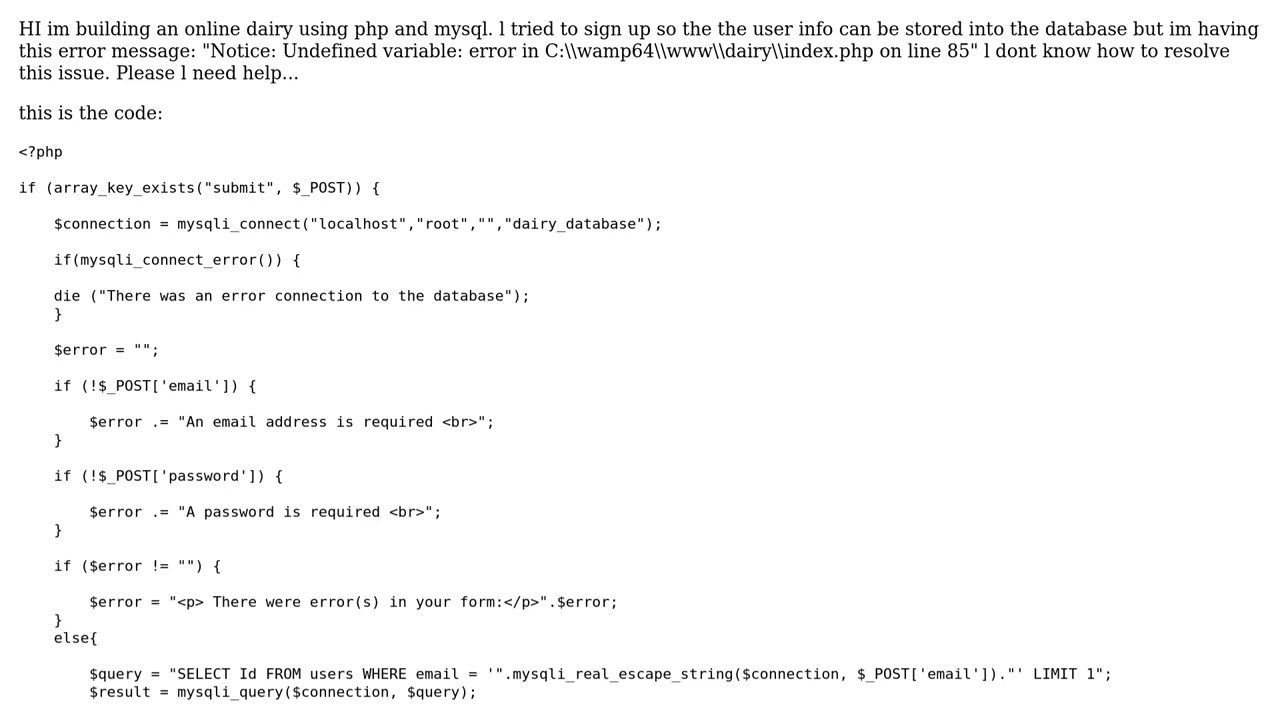 HI im building an online dairy using php and mysql. l tried to sign up so the the user info can be stored into the database but im having
this error message: "Notice: Undefined variable: error in C:\\wamp64\\www\\dairy\\index.php on line 85" l dont know how to resolve
this issue. Please l need help...
this is the code:
<?php
if (array_key_exists("submit", $_POST)) {
    $connection = mysqli_connect("localhost","root","","dairy_database");
    if(mysqli_connect_error()) {
    die ("There was an error connection to the database");
    }
    $error = "";
    if (!$_POST['email']) {
        $error .= "An email address is required <br>";
    }
    if (!$_POST['password']) {
        $error .= "A password is required <br>";
    }
    if ($error != "") {
        $error = "<p> There were error(s) in your form:</p>".$error;
    }
    else{
        $query = "SELECT Id FROM users WHERE email = '".mysqli_real_escape_string($connection, $_POST['email'])."' LIMIT 1";
        $result = mysqli_query($connection, $query);